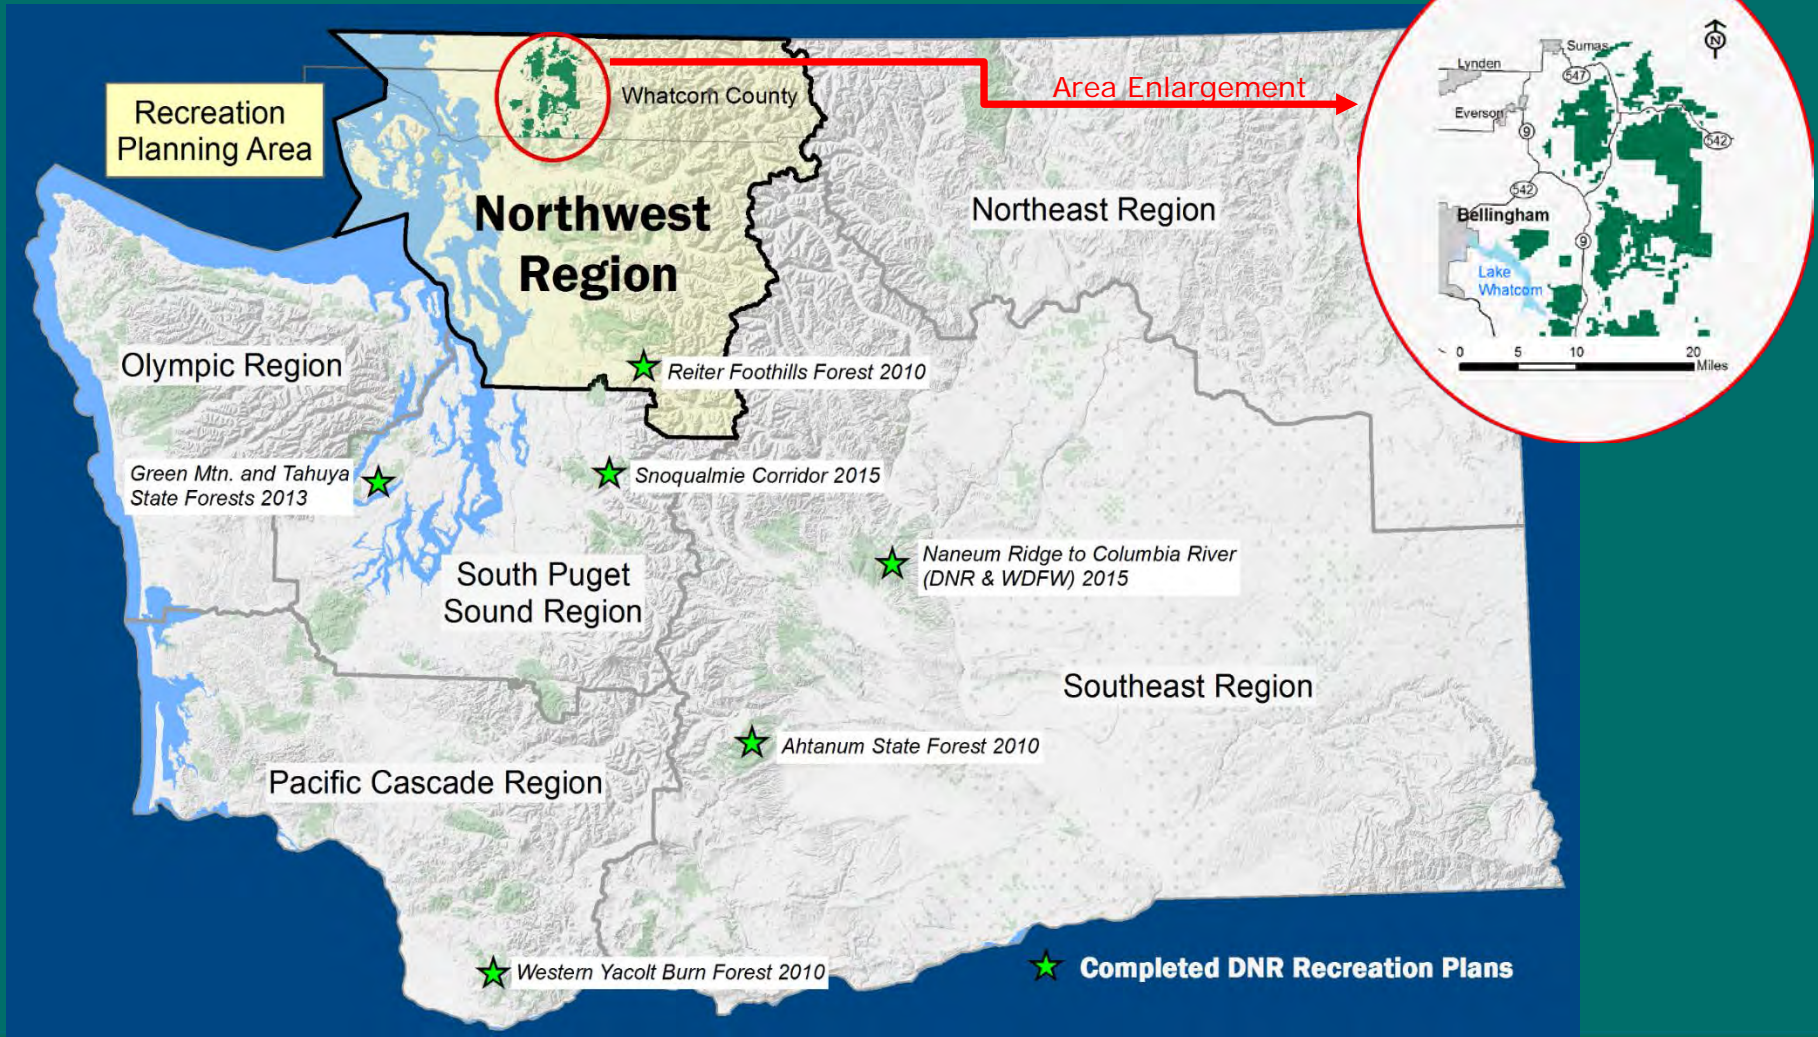 Recreation
Planning Area
Whatcom County
Area Enlargement
Northwest
Region
Northeast Region
Olympic Region
Reiter Foothills Forest 2010
Green Mtn. and Tahuya
State Forests 2013
Snoqualmie Corridor 2015
Naneum Ridge to Columbia River
(DNR & WDFW) 2015
South Puget
Sound Region
Southeast Region
Ahtanum State Forest 2010
Pacific Cascade Region
Western Yacolt Burn Forest 2010
Completed DNR Recreation Plans
N
Sumas
Lynden
547
Everson
9
542
542
Bellingham
9
Lake
Whatcom
0 5 10 20
Miles